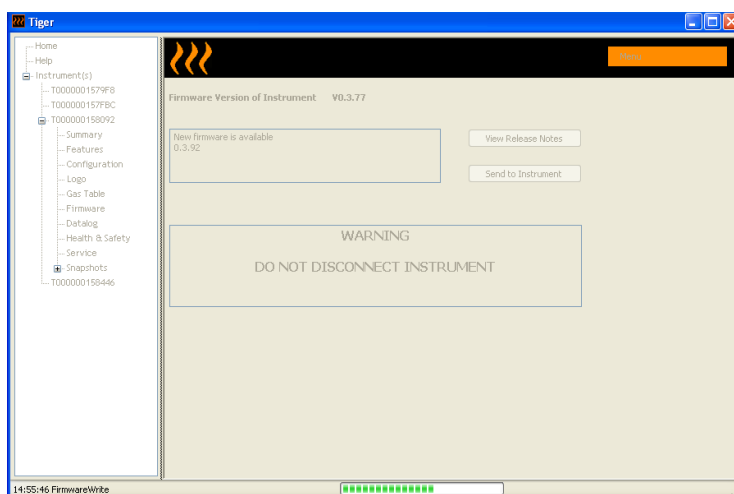 Tiger
Home
Help
Instrument(s)
T0000001579F8
T000000157FBC
T000000158092
Summary
Features
Configuration
Logo
Gas Table
Firmware
Datalog
Health & Safety
Service
Snapshots
T000000158446
Firmware Version of Instrument V0.3.77
New firmware is available
0.3.92
View Release Notes
Send to Instrument
WARNING
DO NOT DISCONNECT INSTRUMENT
14:55:46 FirmwareWrite